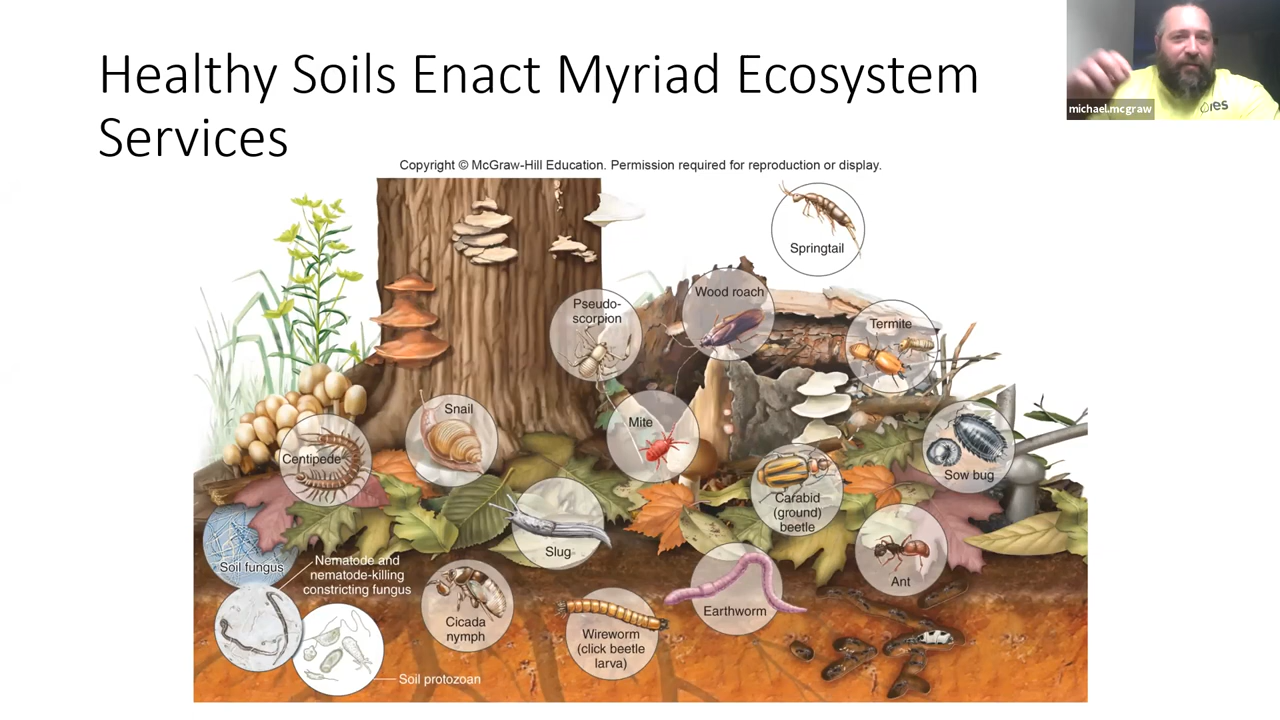 Healthy Soils Enact Myriad Ecosystem
Services
michael.mcgraw
Copyright © McGraw-Hill Education. Permission required for reproduction or display.
Springtail
Wood roach
Pseudo-
scorpion
Termite
Snail
Mite
Centipede
Sow bug
Carabid
(ground)
beetle
Slug
Soil fungus
Nematode and
nematode-killing
constricting fungus
Ant
Earthworm
Cicada
nymph
Wireworm
(click beetle
larva)
Soil protozoan